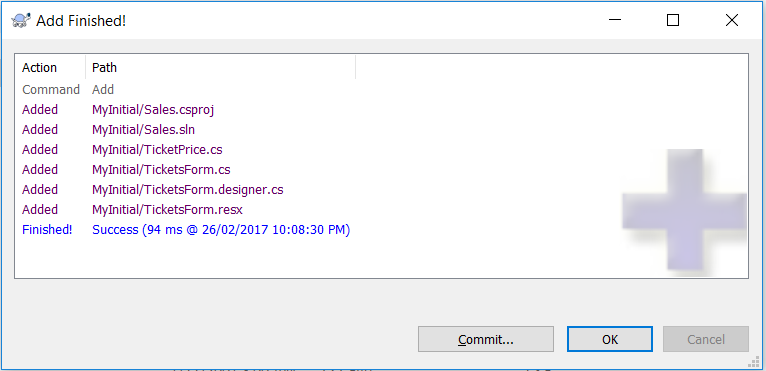 Add Finished!
Action Path
Command Add
Added MyInitial/Sales.csproj
Added MyInitial/Sales.sln
Added MyInitial/TicketPrice.cs
Added MyInitial/TicketsForm.cs
Added MyInitial/TicketsForm.designer.cs
Added MyInitial/TicketsForm.resx
Finished! Success (94 ms @ 26/02/2017 10:08:30 PM)
Commit... OK Cancel